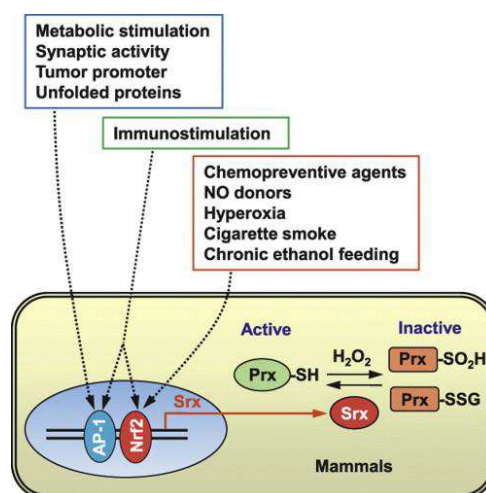 Metabolic stimulation
Synaptic activity
Tumor promoter
Unfolded proteins
Immunostimulation
Chemopreventive agents
NO donors
Hyperoxia
Cigarette smoke
Chronic ethanol feeding
Active
Inactive
Prx-SH
H₂O₂
Prx-SO₂H
Prx-SSG
Srx
Srx
AP-1
Nrf2
Mammals